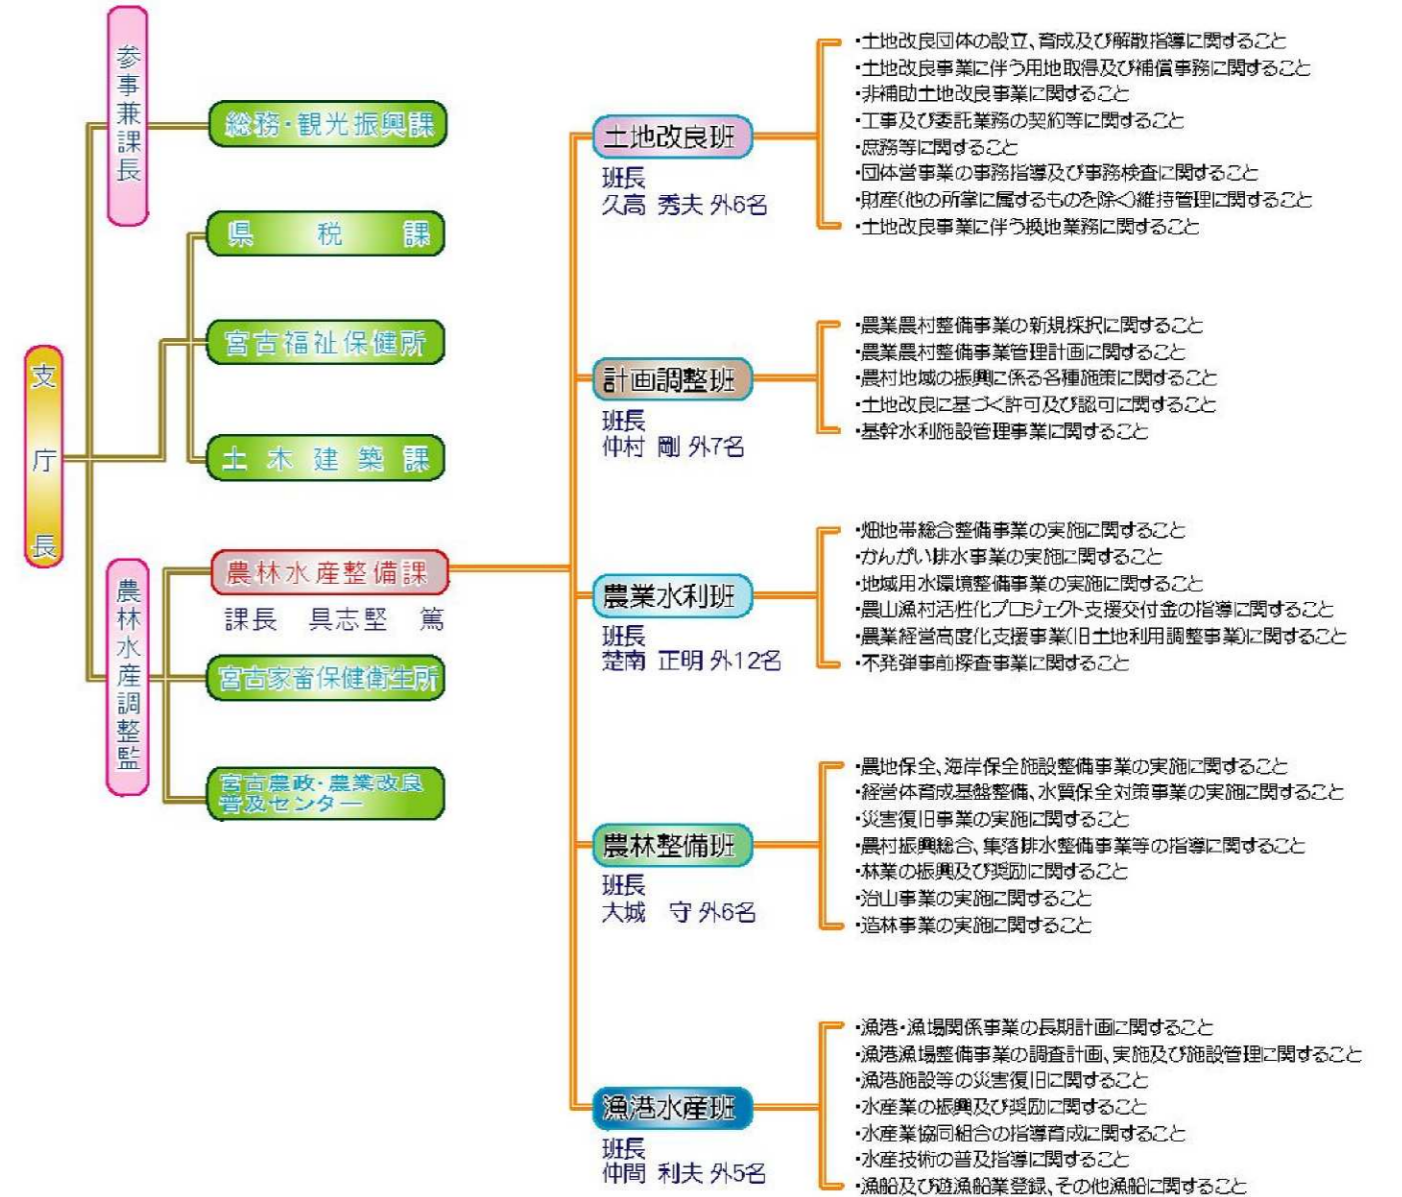 参事兼課長
総務・観光振興課
県 税 課
宮古福祉保健所
支庁長
土木建築課
農林水産調整監
農林水産整備課
課長 具志堅 篤
宮古家畜保健衛生所
宮古農政・農業改良
普及センター
土地改良班
班長
久高 秀夫 外6名
・土地改良団体の設立、育成及び解散指導に関すること
・土地改良事業に伴う用地取得及び補償事務に関すること
・非補助土地改良事業に関すること
・工事及び委託業務の契約等に関すること
・庶務等に関すること
・団体営事業の事務指導及び事務検査に関すること
・財産(他の所掌に属するものを除く)維持管理に関すること
・土地改良事業に伴う換地業務に関すること
計画調整班
班長
仲村 剛 外7名
・農業農村整備事業の新規採択に関すること
・農業農村整備事業管理計画に関すること
・農村地域の振興に係る各種施策に関すること
・土地改良に基づく許可及び認可に関すること
・基幹水利施設管理事業に関すること
農業水利班
班長
楚南 正明 外12名
・畑地帯総合整備事業の実施に関すること
・かんがい排水事業の実施に関すること
・地域用水環境整備事業の実施に関すること
・農山漁村活性化プロジェクト支援交付金の指導に関すること
・農業経営高度化支援事業(旧土地利用調整事業)に関すること
・不発弾事前探査事業に関すること
農林整備班
班長
大城 守 外6名
・農地保全、海岸保全施設整備事業の実施に関すること
・経営体育成基盤整備、水質保全対策事業の実施に関すること
・災害復旧事業の実施に関すること
・農村振興総合、集落排水整備事業等の指導に関すること
・林業の振興及び奨励に関すること
・治山事業の実施に関すること
・造林事業の実施に関すること
漁港水産班
班長
仲間 利夫 外5名
・漁港・漁場関係事業の長期計画に関すること
・漁港漁場整備事業の調査計画、実施及び施設管理に関すること
・漁港施設等の災害復旧に関すること
・水産業の振興及び奨励に関すること
・水産業協同組合の指導育成に関すること
・水産技術の普及指導に関すること
・漁船及び遊漁船業登録、その他漁船に関すること